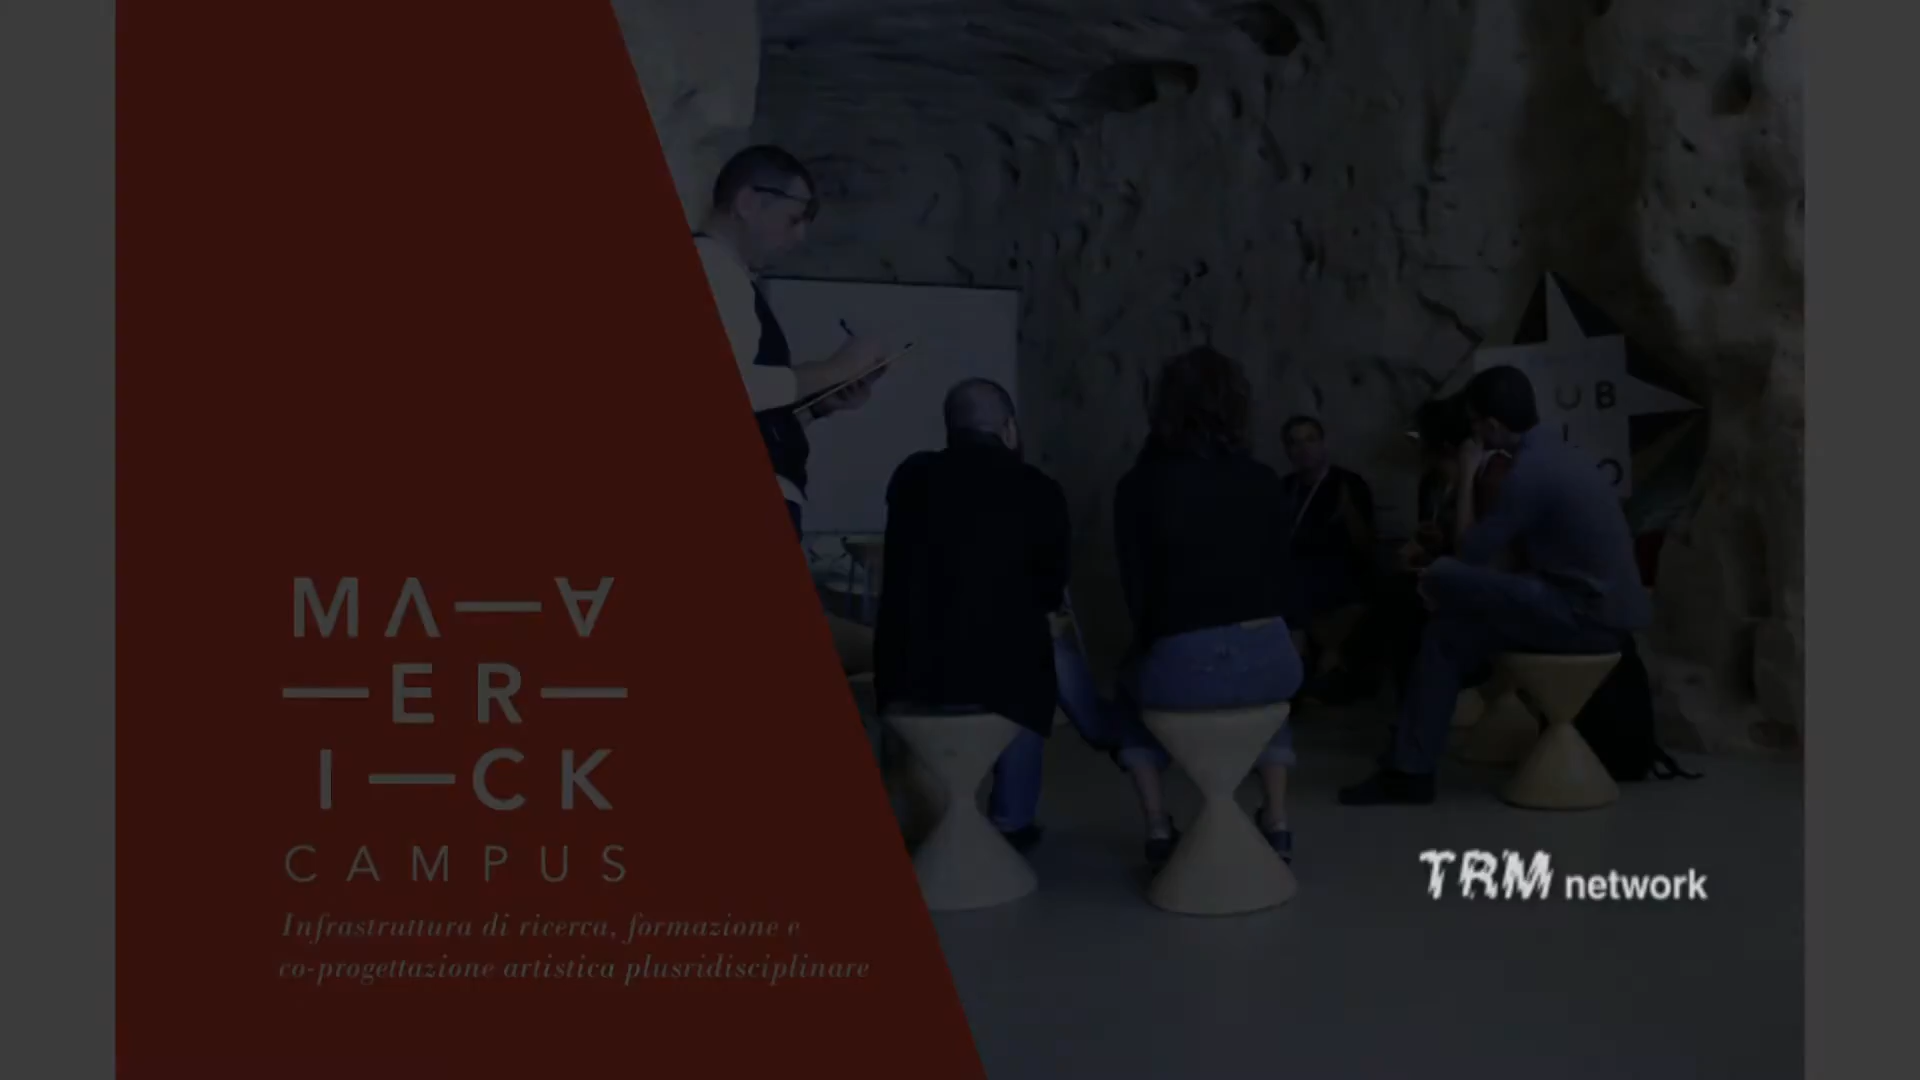 MA—∀
—ER—
I—CK
CAMPUS
Infrastruttura di ricerca, formazione e
co-progettazione artistica plusridisciplinare
U B
I
TRM network